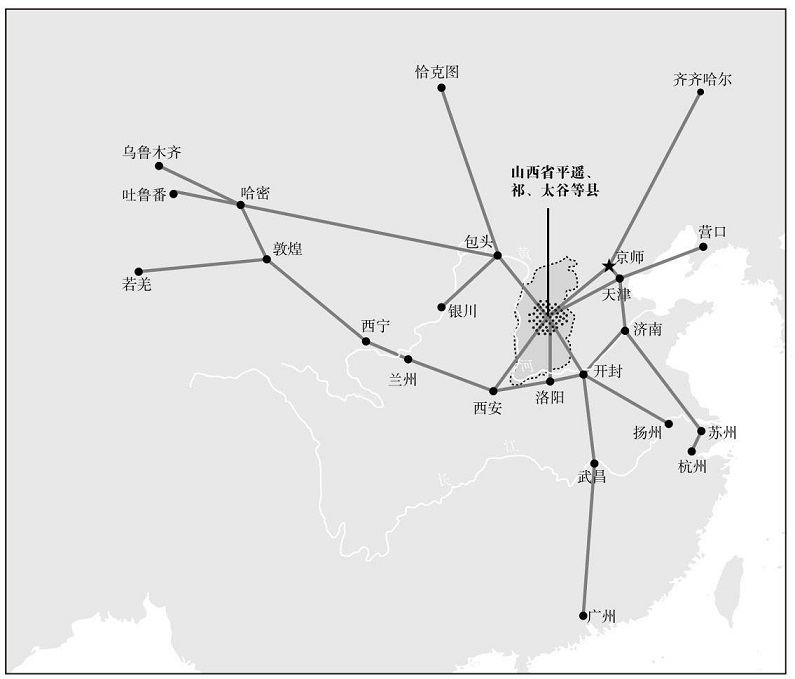 恰克图
齐齐哈尔
乌鲁木齐
山西省平遥、
祁、太谷等县
吐鲁番
哈密
营口
包头
黄
京师
敦煌
若羌
天津
银川
西宁
济南
河
开封
兰州
洛阳
西安
扬州
苏州
江
杭州
长
武昌
广州